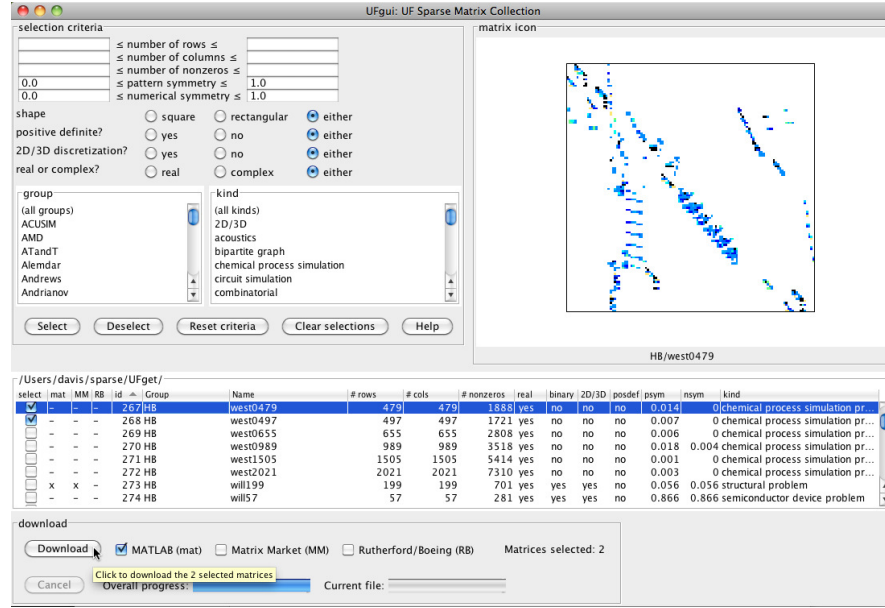 UFgui: UF Sparse Matrix Collection
selection criteria
≤ number of rows ≤
≤ number of columns ≤
≤ number of nonzeros ≤
0.0 ≤ pattern symmetry ≤ 1.0
0.0 ≤ numerical symmetry ≤ 1.0
shape square rectangular either
positive definite? yes no either
2D/3D discretization? yes no either
real or complex? real complex either
group
(all groups)
ACUSIM
AMD
ATandT
Alemdar
Andrews
Andrianov
kind
(all kinds)
2D/3D
acoustics
bipartite graph
chemical process simulation
circuit simulation
combinatorial
Select Deselect Reset criteria Clear selections Help
matrix icon
HB/west0479
/Users/davis/sparse/UFget/
select mat MM RB id Group Name # rows # cols # nonzeros real binary 2D/3D posdef psym nsym kind
- - - 267 HB west0479 479 479 1888 yes no no no 0.014 0 chemical process simulation pr...
- - - 268 HB west0497 497 497 1721 yes no no no 0.007 0 chemical process simulation pr...
- - - 269 HB west0655 655 655 2808 yes no no no 0.006 0 chemical process simulation pr...
- - - 270 HB west0989 989 989 3518 yes no no no 0.018 0.004 chemical process simulation pr...
- - - 271 HB west1505 1505 1505 5414 yes no no no 0.001 0 chemical process simulation pr...
- - - 272 HB west2021 2021 2021 7310 yes no no no 0.003 0 chemical process simulation pr...
x x - 273 HB will199 199 199 701 yes yes yes no 0.056 0.056 structural problem
- - - 274 HB will57 57 57 281 yes yes yes no 0.866 0.866 semiconductor device problem
download
Download MATLAB (mat) Matrix Market (MM) Rutherford/Boeing (RB) Matrices selected: 2
Click to download the 2 selected matrices
Cancel Overall progress: Current file: